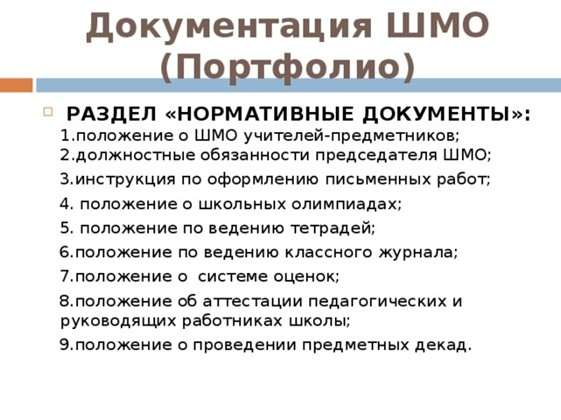 Документация ШМО
(Портфолио)
РАЗДЕЛ «НОРМАТИВНЫЕ ДОКУМЕНТЫ»:
1.положение о ШМО учителей-предметников;
2.должностные обязанности председателя ШМО;
3.инструкция по оформлению письменных работ;
4. положение о школьных олимпиадах;
5. положение по ведению тетрадей;
6.положение по ведению классного журнала;
7.положение о  системе оценок;
8.положение об аттестации педагогических и
руководящих работниках школы;
9.положение о проведении предметных декад.